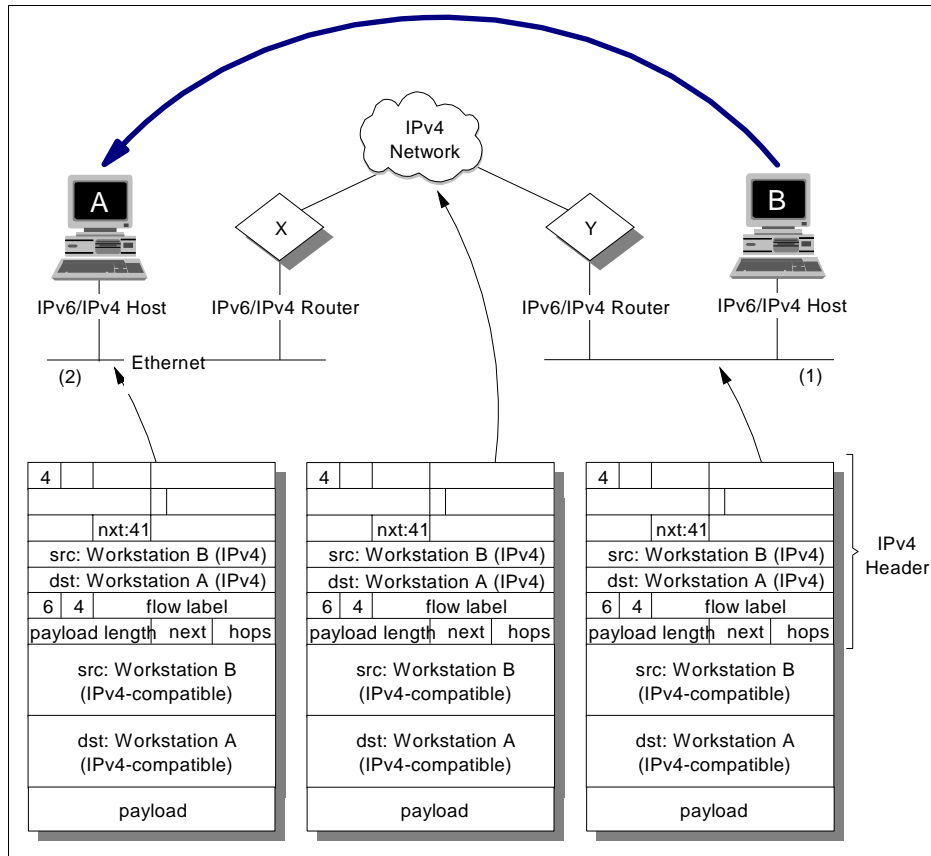 IPv4
Network
A
B
X
Y
IPv6/IPv4 Host
IPv6/IPv4 Router
IPv6/IPv4 Router
IPv6/IPv4 Host
Ethernet
(2)
(1)
4
nxt:41
src: Workstation B (IPv4)
dst: Workstation A (IPv4)
6 4 flow label
payload length next hops
src: Workstation B
(IPv4-compatible)
dst: Workstation A
(IPv4-compatible)
payload
4
nxt:41
src: Workstation B (IPv4)
dst: Workstation A (IPv4)
6 4 flow label
payload length next hops
src: Workstation B
(IPv4-compatible)
dst: Workstation A
(IPv4-compatible)
payload
4
nxt:41
src: Workstation B (IPv4)
dst: Workstation A (IPv4)
6 4 flow label
payload length next hops
src: Workstation B
(IPv4-compatible)
dst: Workstation A
(IPv4-compatible)
payload
IPv4
Header